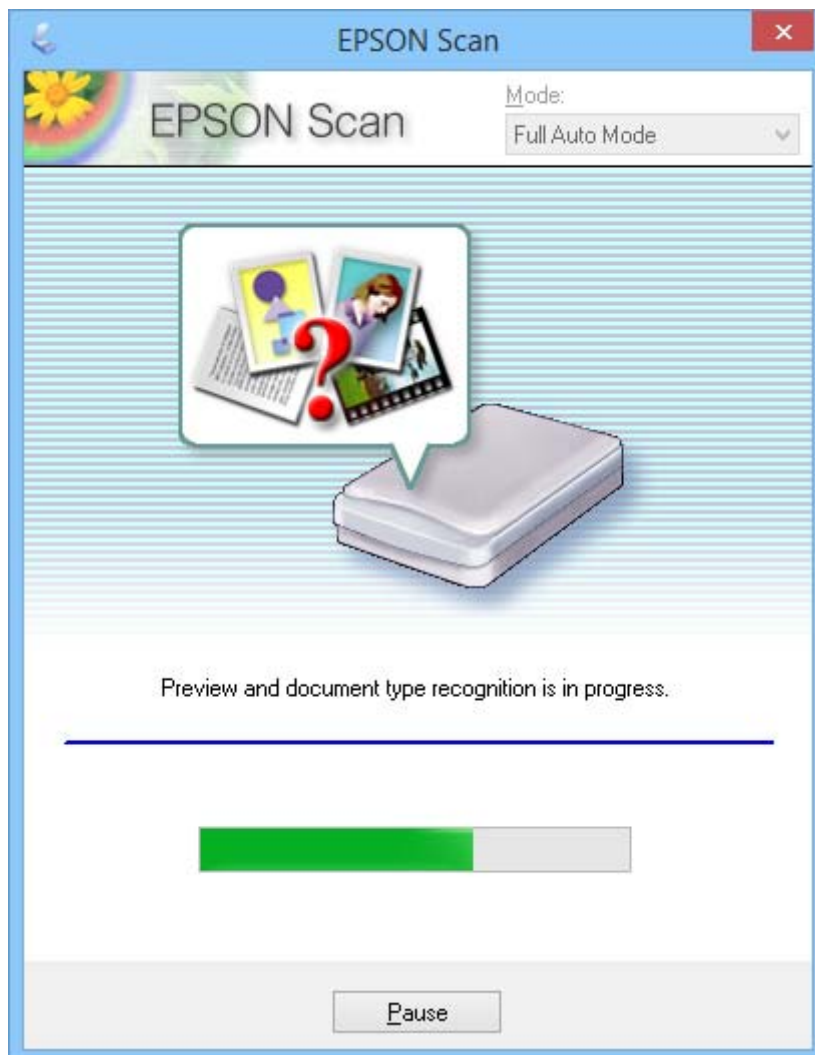 EPSON Scan
EPSON Scan
Mode:
Full Auto Mode
?
Preview and document type recognition is in progress.
Pause